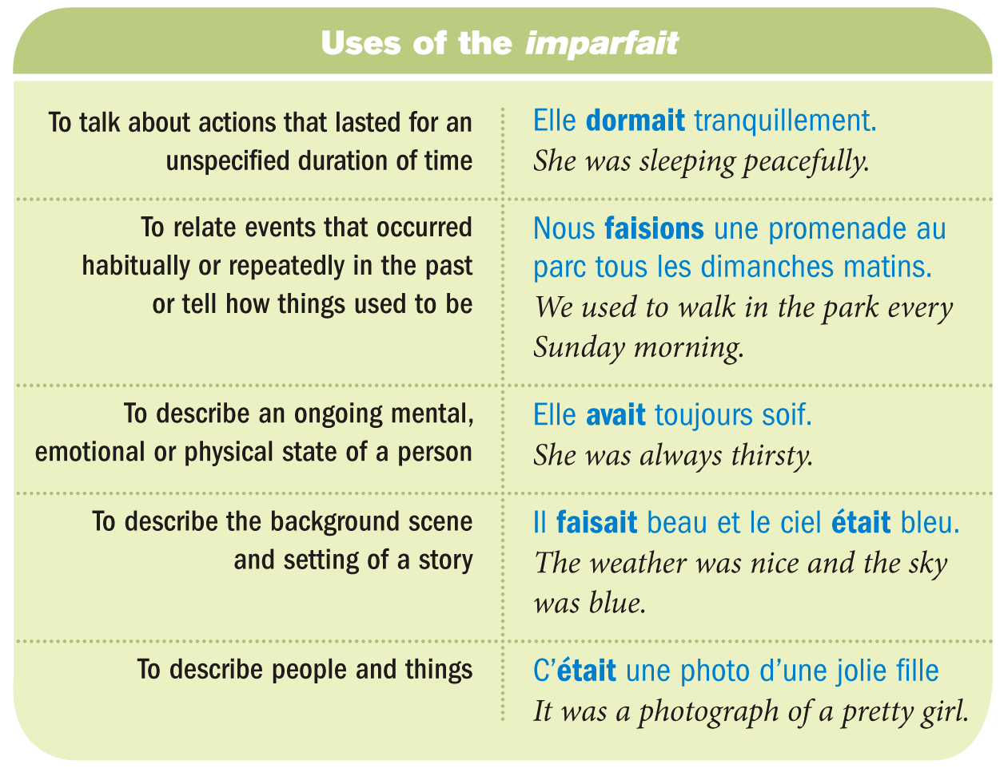 Uses of the imparfait
To talk about actions that lasted for an
unspecified duration of time
Elle dormait tranquillement.
She was sleeping peacefully.
To relate events that occurred
habitually or repeatedly in the past
or tell how things used to be
Nous faisions une promenade au
parc tous les dimanches matins.
We used to walk in the park every
Sunday morning.
To describe an ongoing mental,
emotional or physical state of a person
Elle avait toujours soif.
She was always thirsty.
To describe the background scene
and setting of a story
Il faisait beau et le ciel était bleu.
The weather was nice and the sky
was blue.
To describe people and things
C’était une photo d’une jolie fille
It was a photograph of a pretty girl.